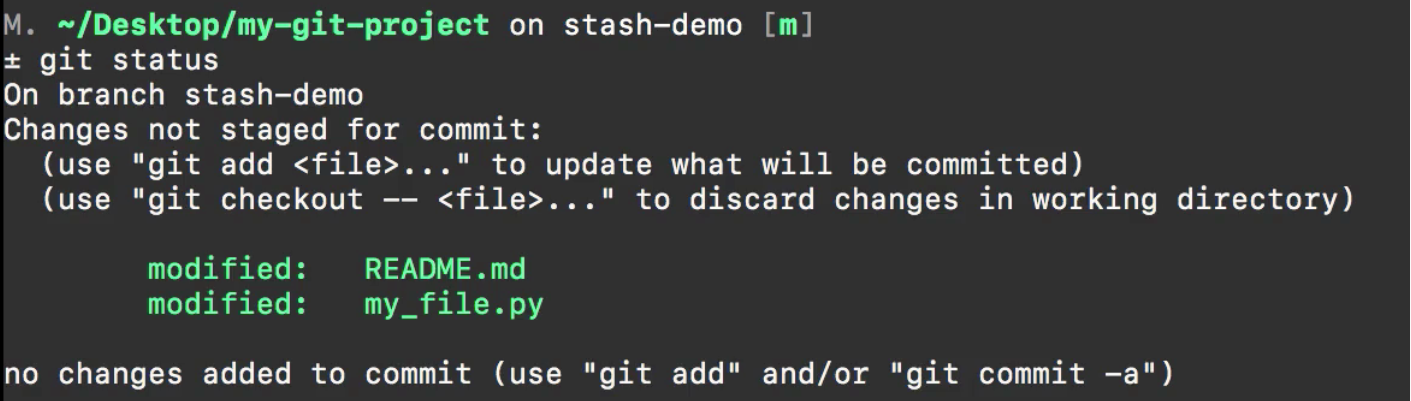 M. ~/Desktop/my-git-project on stash-demo [m]
± git status
On branch stash-demo
Changes not staged for commit:
(use "git add <file>..." to update what will be committed)
(use "git checkout -- <file>..." to discard changes in working directory)
modified: README.md
modified: my_file.py
no changes added to commit (use "git add" and/or "git commit -a")